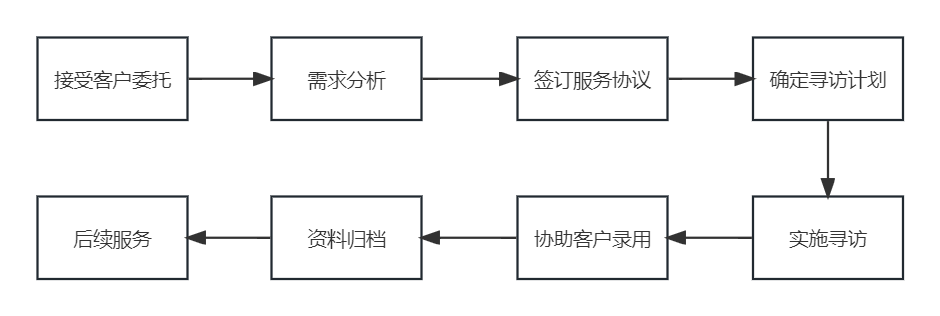 接受客户委托
需求分析
签订服务协议
确定寻访计划
实施寻访
协助客户录用
资料归档
后续服务